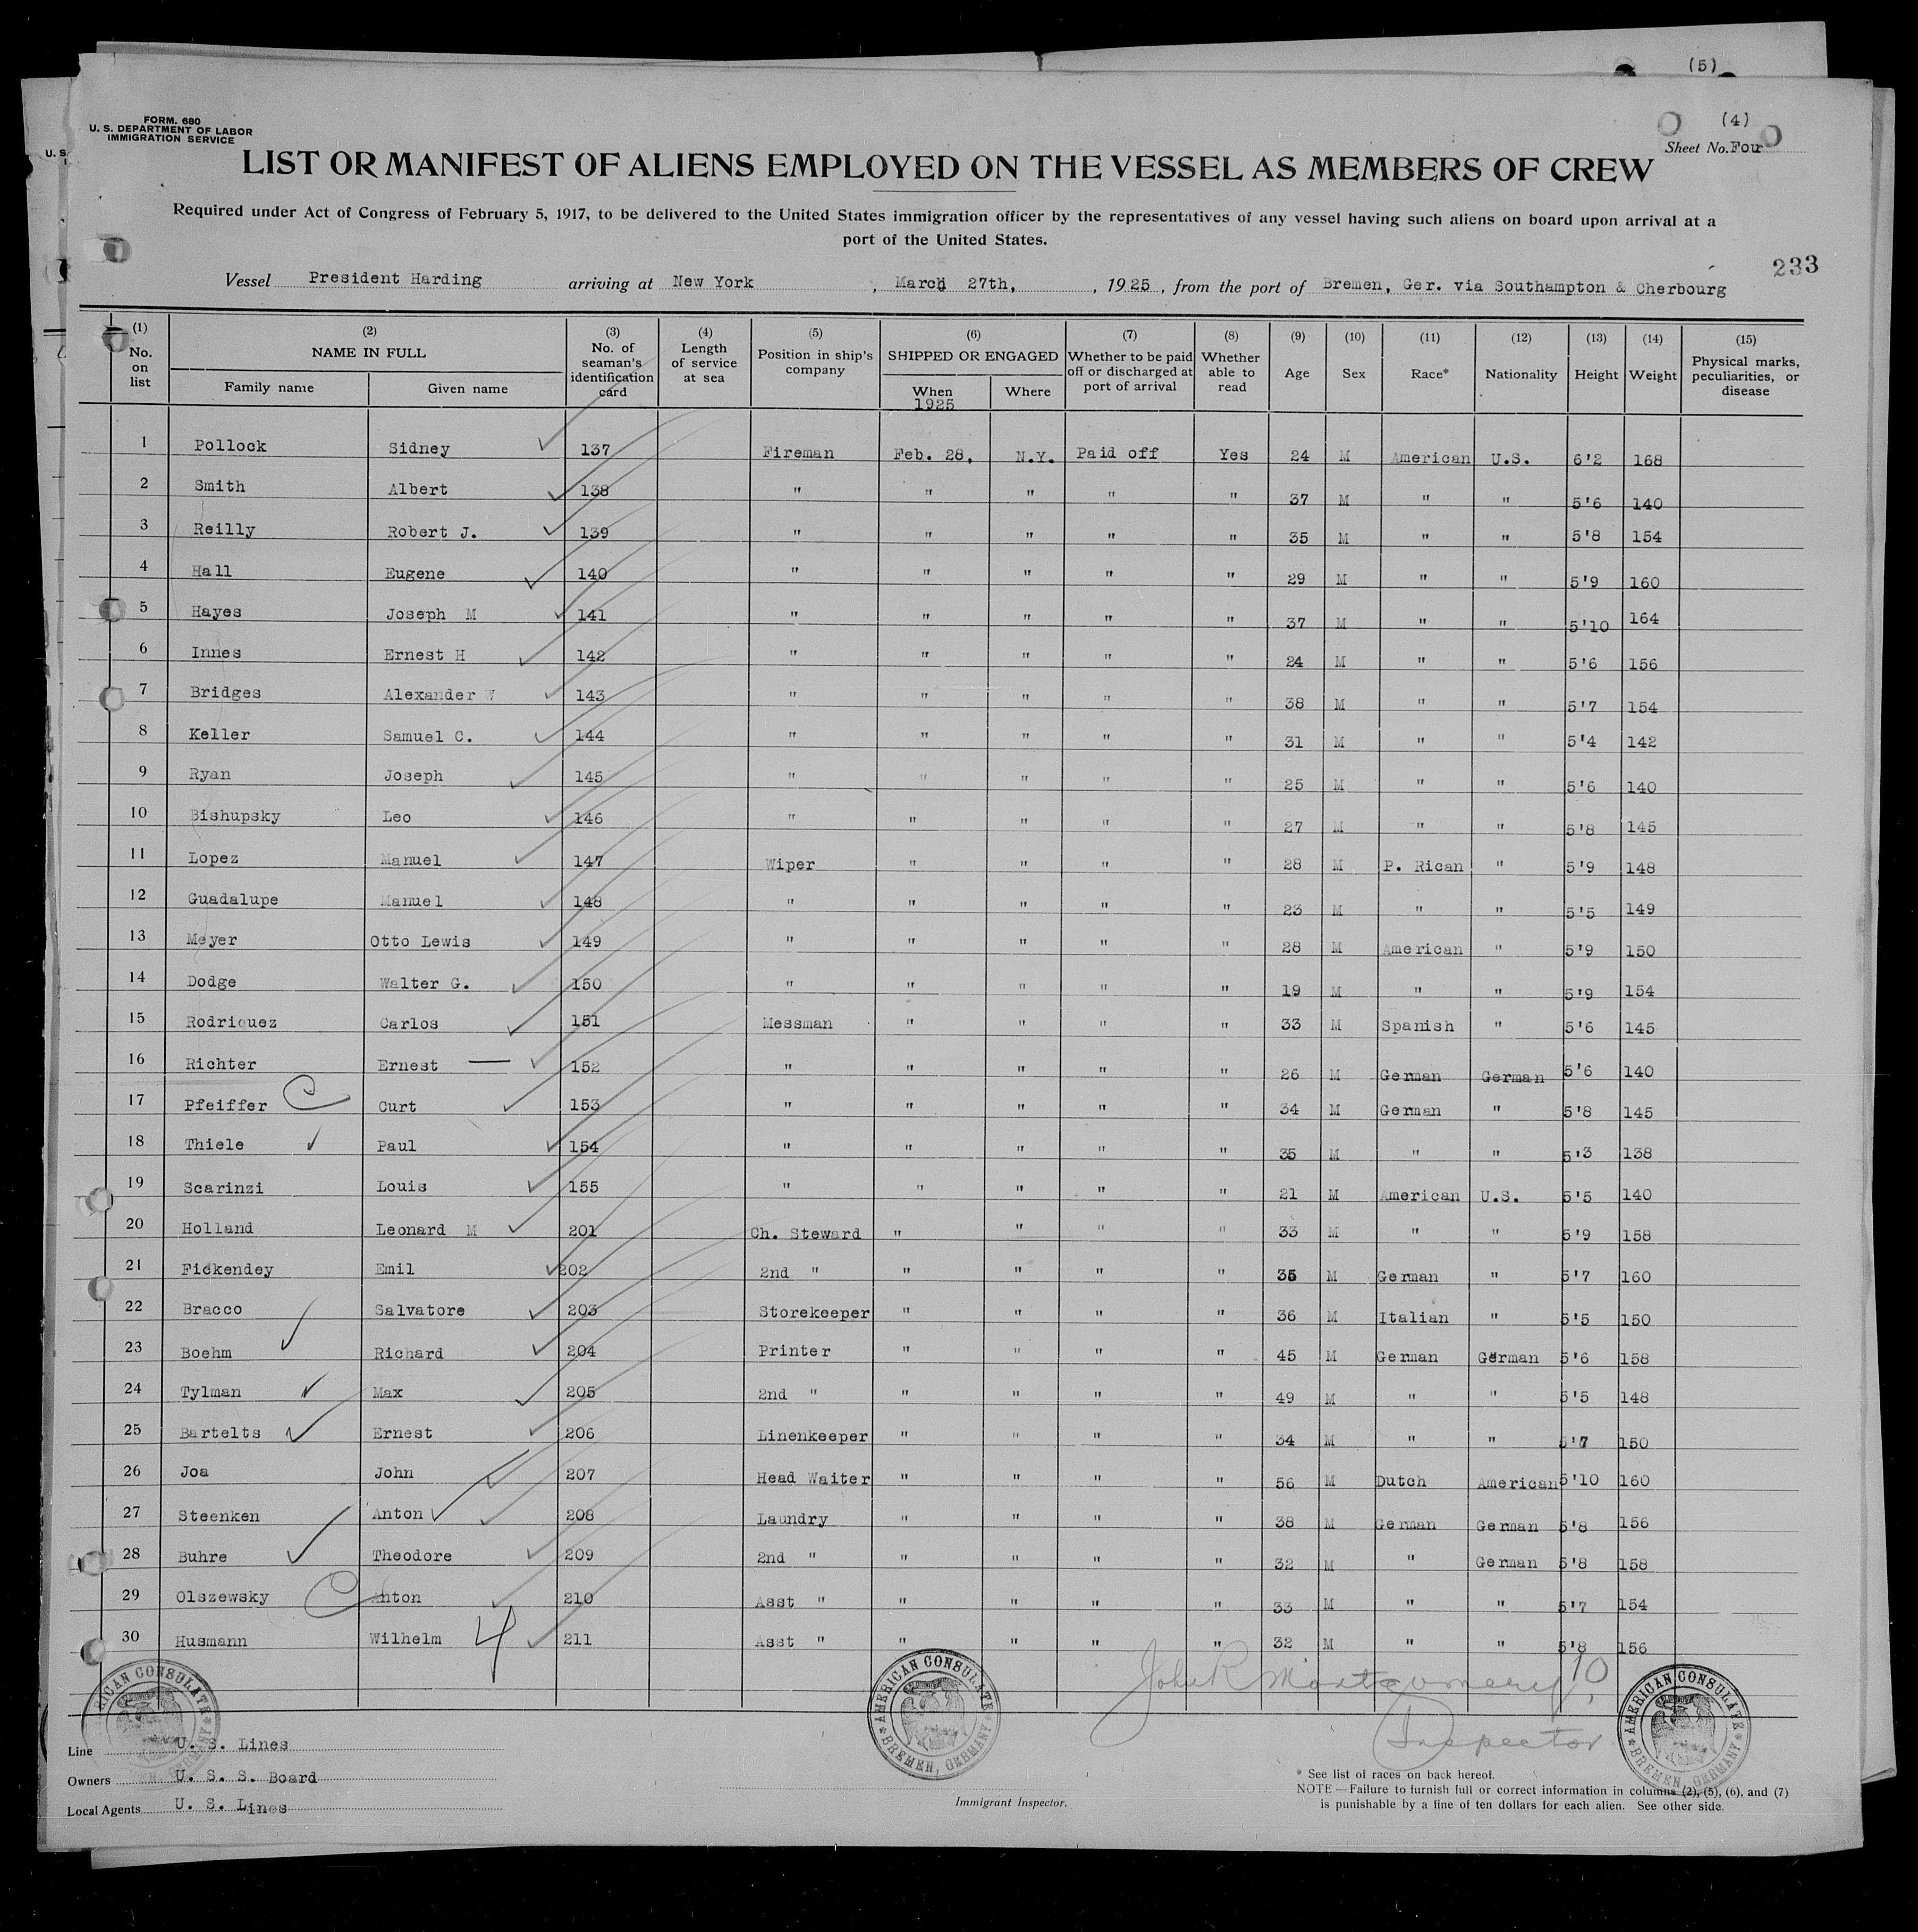 (5)
FORM. 680
U. S. DEPARTMENT OF LABOR
IMMIGRATION SERVICE
(4)
Sheet No. Four
LIST OR MANIFEST OF ALIENS EMPLOYED ON THE VESSEL AS MEMBERS OF CREW
Required under Act of Congress of February 5, 1917, to be delivered to the United States immigration officer by the representatives of any vessel having such aliens on board upon arrival at a
port of the United States.
233
Vessel President Harding arriving at New York, March 27th, , 1925, from the port of Bremen, Ger. via Southampton & Cherbourg
(1) No. on list (2) NAME IN FULL Family name Given name (3) No. of seaman's identification card (4) Length of service at sea (5) Position in ship's company (6) SHIPPED OR ENGAGED When 1925 Where (7) Whether to be paid off or discharged at port of arrival (8) Whether able to read (9) Age (10) Sex (11) Race* (12) Nationality (13) Height (14) Weight (15) Physical marks, peculiarities, or disease
1 Pollock Sidney 137 Fireman Feb. 28, N.Y. Paid off Yes 24 M American U.S. 6'2 168
2 Smith Albert 138 " " " " " 37 M " " 5'6 140
3 Reilly Robert J. 139 " " " " " 35 M " " 5'8 154
4 Hall Eugene 140 " " " " " 29 M " " 5'9 160
5 Hayes Joseph M 141 " " " " " 37 M " " 5'10 164
6 Innes Ernest H 142 " " " " " 24 M " " 5'6 156
7 Bridges Alexander W 143 " " " " " 38 M " " 5'7 154
8 Keller Samuel C. 144 " " " " " 31 M " " 5'4 142
9 Ryan Joseph 145 " " " " " 25 M " " 5'6 140
10 Bishupsky Leo 146 " " " " " 27 M " " 5'8 145
11 Lopez Manuel 147 Wiper " " " " 28 M P. Rican " 5'9 148
12 Guadalupe Manuel 148 " " " " " 23 M " " 5'5 149
13 Meyer Otto Lewis 149 " " " " " 28 M American " 5'9 150
14 Dodge Walter G. 150 " " " " " 19 M " " 5'9 154
15 Rodriquez Carlos 151 Messman " " " " 33 M Spanish " 5'6 145
16 Richter Ernest 152 " " " " " 26 M German German 5'6 140
17 Pfeiffer Curt 153 " " " " " 34 M German " 5'8 145
18 Thiele Paul 154 " " " " " 35 M " " 5'3 138
19 Scarinzi Louis 155 " " " " " 21 M American U.S. 5'5 140
20 Holland Leonard M 201 Ch. Steward " " " " 33 M " " 5'9 158
21 Fickendey Emil 202 2nd " " " " " 35 M German " 5'7 160
22 Bracco Salvatore 203 Storekeeper " " " " 36 M Italian " 5'5 150
23 Boehm Richard 204 Printer " " " " 45 M German German 5'6 158
24 Tylman Max 205 2nd " " " " " 49 M " " 5'5 148
25 Bartelts Ernest 206 Linenkeeper " " " " 34 M " " 5'7 150
26 Joa John 207 Head Waiter " " " " 56 M Dutch American 5'10 160
27 Steenken Anton 208 Laundry " " " " 38 M German German 5'8 156
28 Buhre Theodore 209 2nd " " " " " 32 M " German 5'8 158
29 Olszewsky Anton 210 Asst " " " " " 33 M " " 5'7 154
30 Husmann Wilhelm 211 Asst " " " " " 32 M " " 5'8 156
4
10
John R Montgomery
Inspector
AMERICAN CONSULATE BREMEN, GERMANY
AMERICAN CONSULATE BREMEN, GERMANY
AMERICAN CONSULATE BREMEN, GERMANY
Line U. S. Lines
Owners U. S. S. Board
Local Agents U. S. Lines
Immigrant Inspector.
* See list of races on back hereof.
NOTE—Failure to furnish full or correct information in columns (2), (5), (6), and (7)
is punishable by a fine of ten dollars for each alien. See other side.